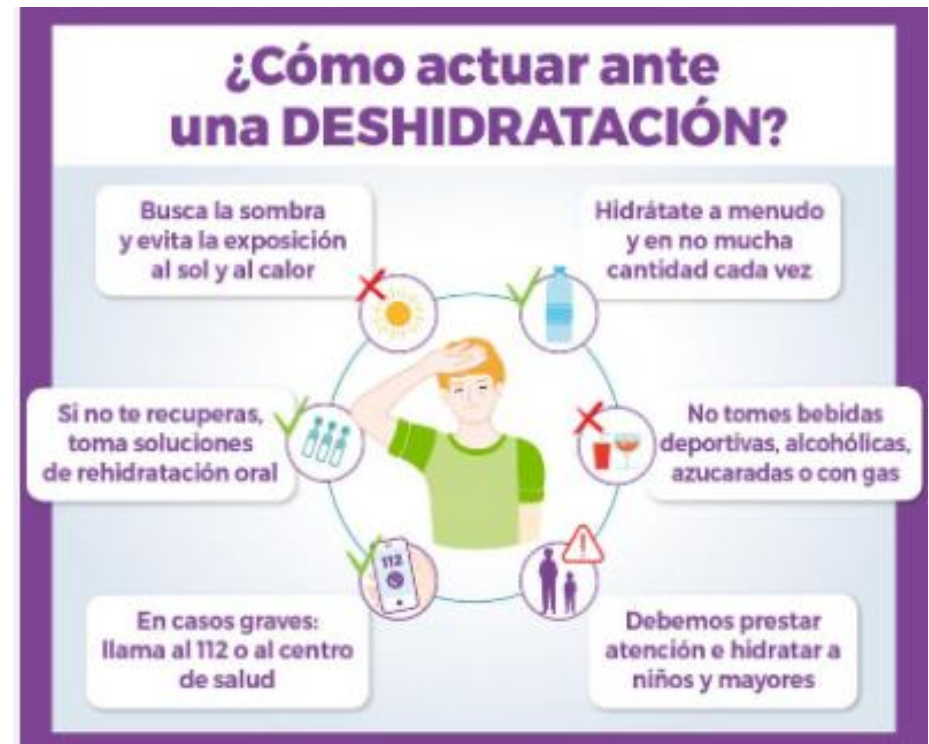 ¿Cómo actuar ante
una DESHIDRATACIÓN?
Busca la sombra
y evita la exposición
al sol y al calor
Hidrátate a menudo
y en no mucha
cantidad cada vez
Si no te recuperas,
toma soluciones
de rehidratación oral
No tomes bebidas
deportivas, alcohólicas,
azucaradas o con gas
112
En casos graves:
llama al 112 o al centro
de salud
Debemos prestar
atención e hidratar a
niños y mayores